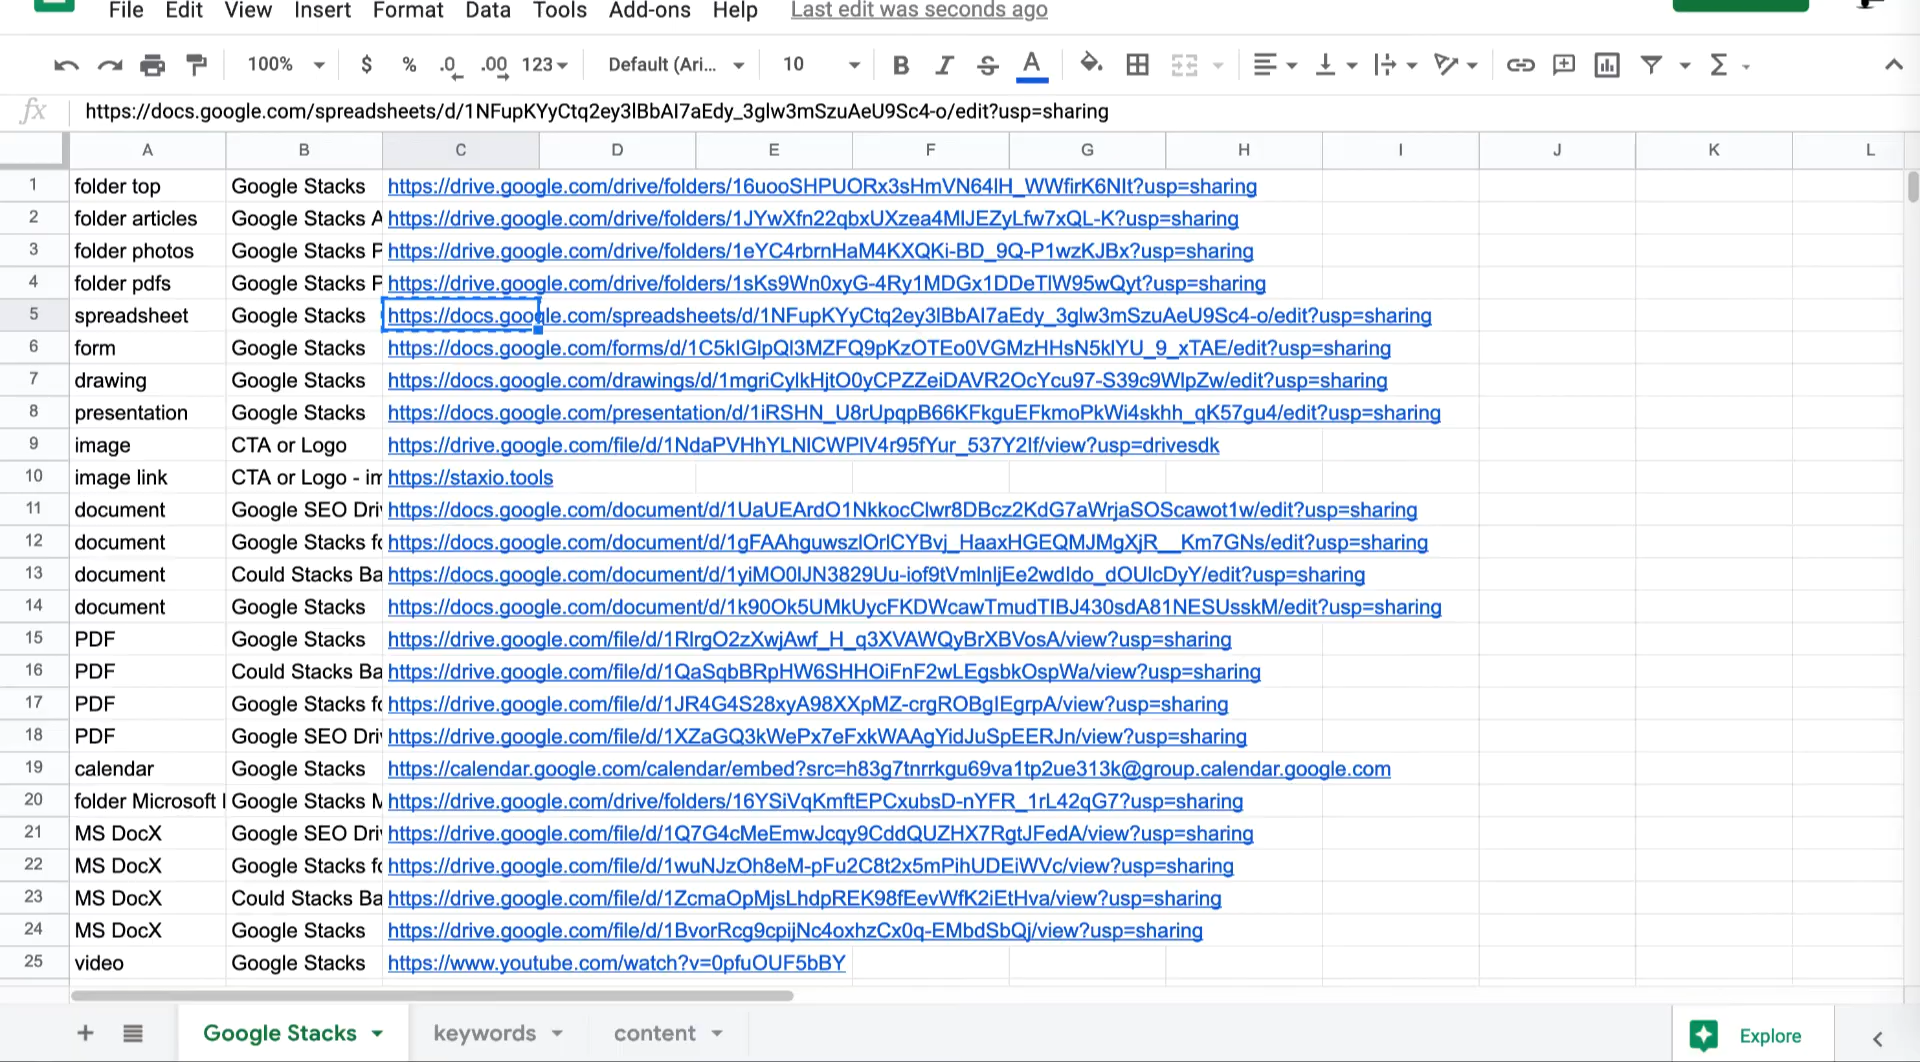 File Edit View Insert Format Data Tools Add-ons Help Last edit was seconds ago
100% $ % .0 .00 123 Default (Ari... 10 B I S A Σ
fx https://docs.google.com/spreadsheets/d/1NFupKYyCtq2ey3lBbAI7aEdy_3glw3mSzuAeU9Sc4-o/edit?usp=sharing
A B C D E F G H I J K L
1 folder top Google Stacks https://drive.google.com/drive/folders/16uooSHPUORx3sHmVN64lH_WWfirK6NIt?usp=sharing
2 folder articles Google Stacks A https://drive.google.com/drive/folders/1JYwXfn22qbxUXzea4MIJEZyLfw7xQL-K?usp=sharing
3 folder photos Google Stacks P https://drive.google.com/drive/folders/1eYC4rbrnHaM4KXQKi-BD_9Q-P1wzKJBx?usp=sharing
4 folder pdfs Google Stacks P https://drive.google.com/drive/folders/1sKs9Wn0xyG-4Ry1MDGx1DDeTlW95wQyt?usp=sharing
5 spreadsheet Google Stacks https://docs.google.com/spreadsheets/d/1NFupKYyCtq2ey3lBbAI7aEdy_3glw3mSzuAeU9Sc4-o/edit?usp=sharing
6 form Google Stacks https://docs.google.com/forms/d/1C5kIGlpQl3MZFQ9pKzOTEo0VGMzHHsN5klYU_9_xTAE/edit?usp=sharing
7 drawing Google Stacks https://docs.google.com/drawings/d/1mgriCylkHjtO0yCPZZeiDAVR2OcYcu97-S39c9WlpZw/edit?usp=sharing
8 presentation Google Stacks https://docs.google.com/presentation/d/1iRSHN_U8rUpqpB66KFkguEFkmoPkWi4skhh_qK57gu4/edit?usp=sharing
9 image CTA or Logo https://drive.google.com/file/d/1NdaPVHhYLNlCWPlV4r95fYur_537Y2lf/view?usp=drivesdk
10 image link CTA or Logo - im https://staxio.tools
11 document Google SEO Driv https://docs.google.com/document/d/1UaUEArdO1NkkocClwr8DBcz2KdG7aWrjaSOScawot1w/edit?usp=sharing
12 document Google Stacks fo https://docs.google.com/document/d/1gFAAhguwszlOrlCYBvj_HaaxHGEQMJMgXjR__Km7GNs/edit?usp=sharing
13 document Could Stacks Ba https://docs.google.com/document/d/1yiMO0IJN3829Uu-iof9tVmlnljEe2wdIdo_dOUlcDyY/edit?usp=sharing
14 document Google Stacks https://docs.google.com/document/d/1k90Ok5UMkUycFKDWcawTmudTIBJ430sdA81NESUsskM/edit?usp=sharing
15 PDF Google Stacks https://drive.google.com/file/d/1RlrgO2zXwjAwf_H_q3XVAWQyBrXBVosA/view?usp=sharing
16 PDF Could Stacks Ba https://drive.google.com/file/d/1QaSqbBRpHW6SHHOiFnF2wLEgsbkOspWa/view?usp=sharing
17 PDF Google Stacks fo https://drive.google.com/file/d/1JR4G4S28xyA98XXpMZ-crgROBgIEgrpA/view?usp=sharing
18 PDF Google SEO Driv https://drive.google.com/file/d/1XZaGQ3kWePx7eFxkWAAgYidJuSpEERJn/view?usp=sharing
19 calendar Google Stacks https://calendar.google.com/calendar/embed?src=h83g7tnrrkgu69va1tp2ue313k@group.calendar.google.com
20 folder Microsoft Google Stacks M https://drive.google.com/drive/folders/16YSiVqKmftEPCxubsD-nYFR_1rL42qG7?usp=sharing
21 MS DocX Google SEO Driv https://drive.google.com/file/d/1Q7G4cMeEmwJcqy9CddQUZHX7RgtJFedA/view?usp=sharing
22 MS DocX Google Stacks fo https://drive.google.com/file/d/1wuNJzOh8eM-pFu2C8t2x5mPihUDEiWVc/view?usp=sharing
23 MS DocX Could Stacks Ba https://drive.google.com/file/d/1ZcmaOpMjsLhdpREK98fEevWfK2iEtHva/view?usp=sharing
24 MS DocX Google Stacks https://drive.google.com/file/d/1BvorRcg9cpijNc4oxhzCx0q-EMbdSbQj/view?usp=sharing
25 video Google Stacks https://www.youtube.com/watch?v=0pfuOUF5bBY
Google Stacks keywords content Explore